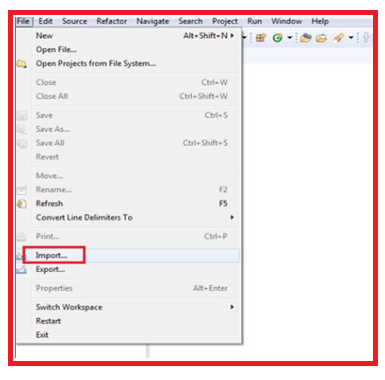 File Edit Source Refactor Navigate Search Project Run Window Help
New Alt+Shift+N
Open File...
Open Projects from File System...
Close Ctrl+W
Close All Ctrl+Shift+W
Save Ctrl+S
Save As...
Save All Ctrl+Shift+S
Revert
Move...
Rename... F2
Refresh F5
Convert Line Delimiters To
Print... Ctrl+P
Import...
Export...
Properties Alt+Enter
Switch Workspace
Restart
Exit